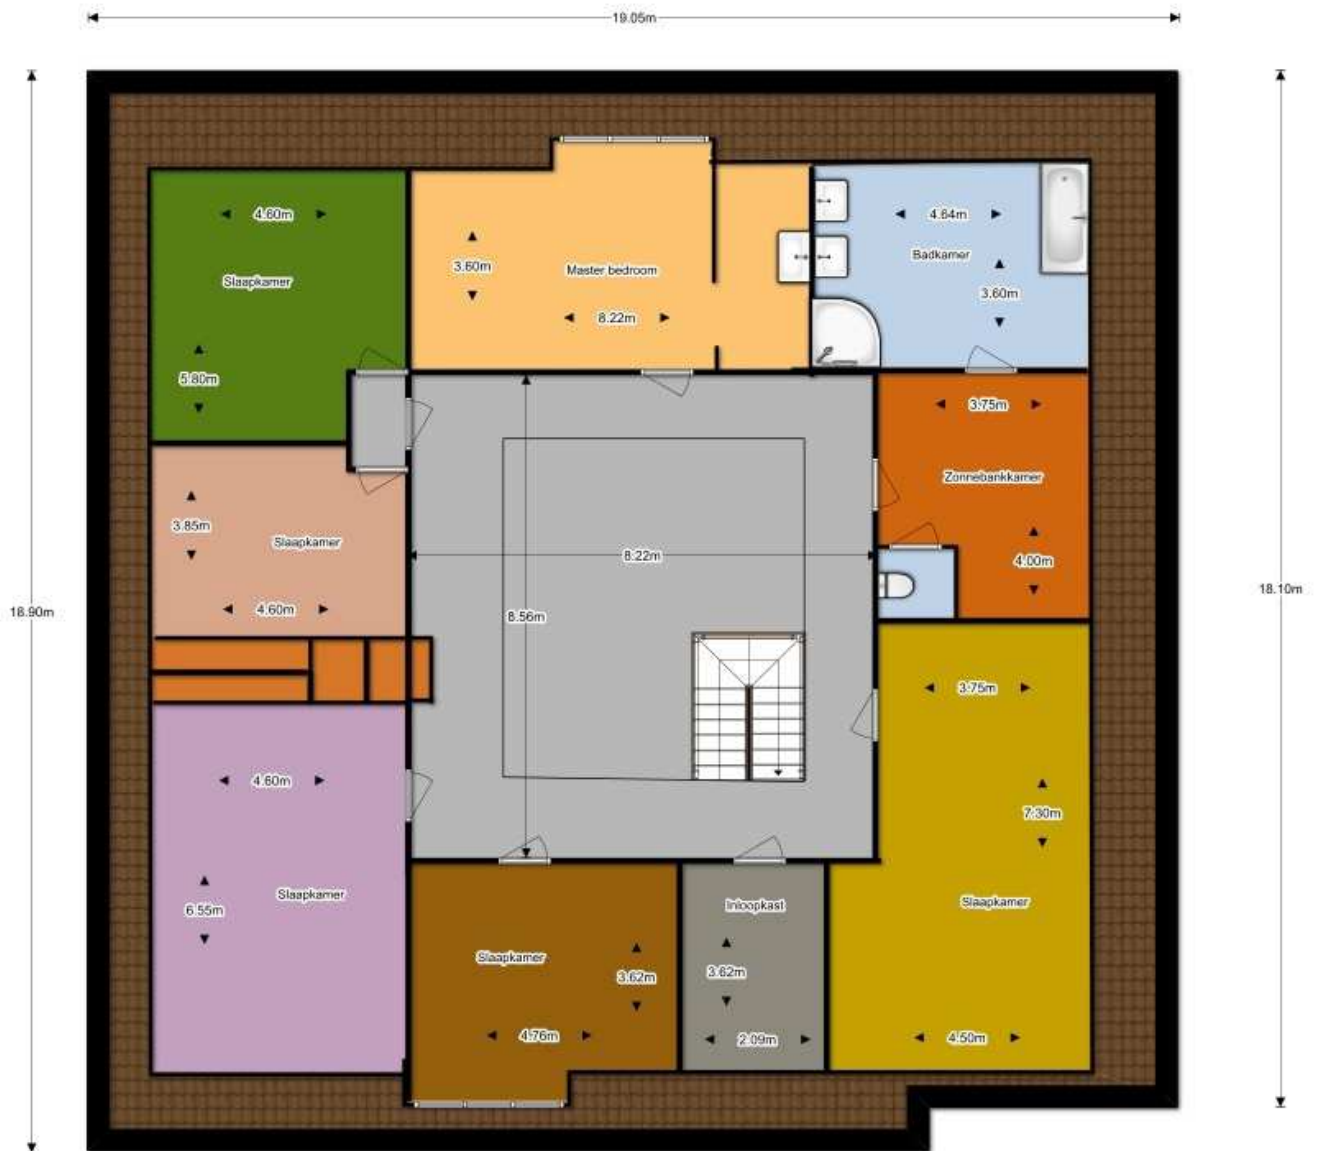 19.05m
4.60m
4.64m
Badkamer
3.60m
Master bedroom
Slaapkamer
3.60m
8.22m
5.80m
3.75m
Zonnebankkamer
3.85m
Slaapkamer
8.22m
4.00m
18.10m
4.60m
18.90m
8.56m
3.75m
4.60m
7.30m
Slaapkamer
6.55m
Inloopkast
Slaapkamer
Slaapkamer
3.62m
3.62m
4.76m
2.09m
4.50m